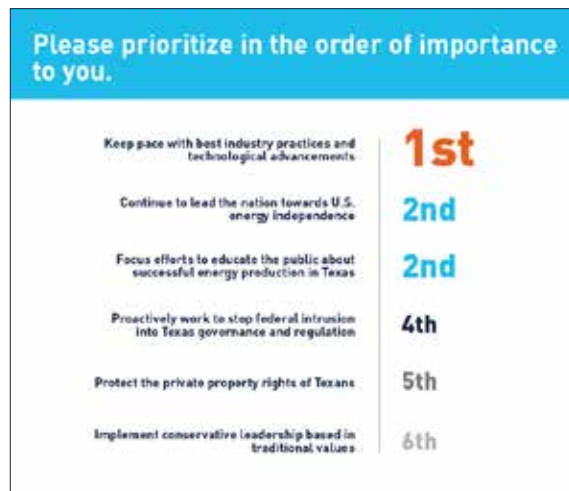 Please prioritize in the order of importance
to you.
Keep pace with best industry practices and
technological advancements
1st
Continue to lead the nation towards U.S.
energy independence
2nd
Focus efforts to educate the public about
successful energy production in Texas
2nd
Proactively work to stop federal intrusion
into Texas governance and regulation
4th
Protect the private property rights of Texans
5th
Implement conservative leadership based in
traditional values
6th